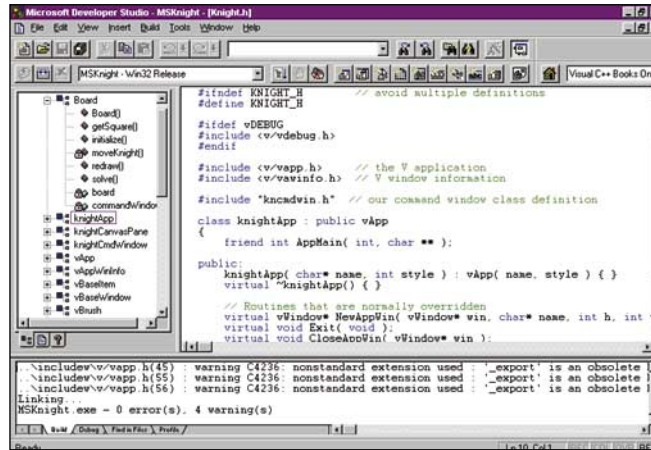 Microsoft Developer Studio - MSKnight - [Knight.h]
File Edit View Insert Build Tools Window Help
MSKnight - Win32 Release
Visual C++ Books On
Board
Board()
getSquare()
initialize()
moveKnight()
redraw()
solve()
board
commandWindow
knightApp
knightCanvasPane
knightCmdWindow
vApp
vAppWinInfo
vBaseItem
vBaseWindow
vBrush
#ifndef KNIGHT_H // avoid multiple definitions
#define KNIGHT_H
#ifdef vDEBUG
#include <v/vdebug.h>
#endif
#include <v/vapp.h> // the V application
#include <v/vawinfo.h> // V window information
#include "kncmdwin.h" // our command window class definition
class knightApp : public vApp
{
friend int AppMain( int, char ** );
public:
knightApp( char* name, int style ) : vApp( name, style ) { }
virtual ~knightApp() { }
// Routines that are normally overridden
virtual vWindow* NewAppWin( vWindow* win, char* name, int h, int
virtual void Exit( void );
virtual void CloseAppWin( vWindow* win );
..\includew\v/vapp.h(45) : warning C4236: nonstandard extension used : '_export' is an obsolete
..\includew\v/vapp.h(55) : warning C4236: nonstandard extension used : '_export' is an obsolete
..\includew\v/vapp.h(56) : warning C4236: nonstandard extension used : '_export' is an obsolete
Linking...
MSKnight.exe - 0 error(s), 4 warning(s)
Build Debug Find in Files Profile
Ready Ln 10, Col 1 REC COL OVR